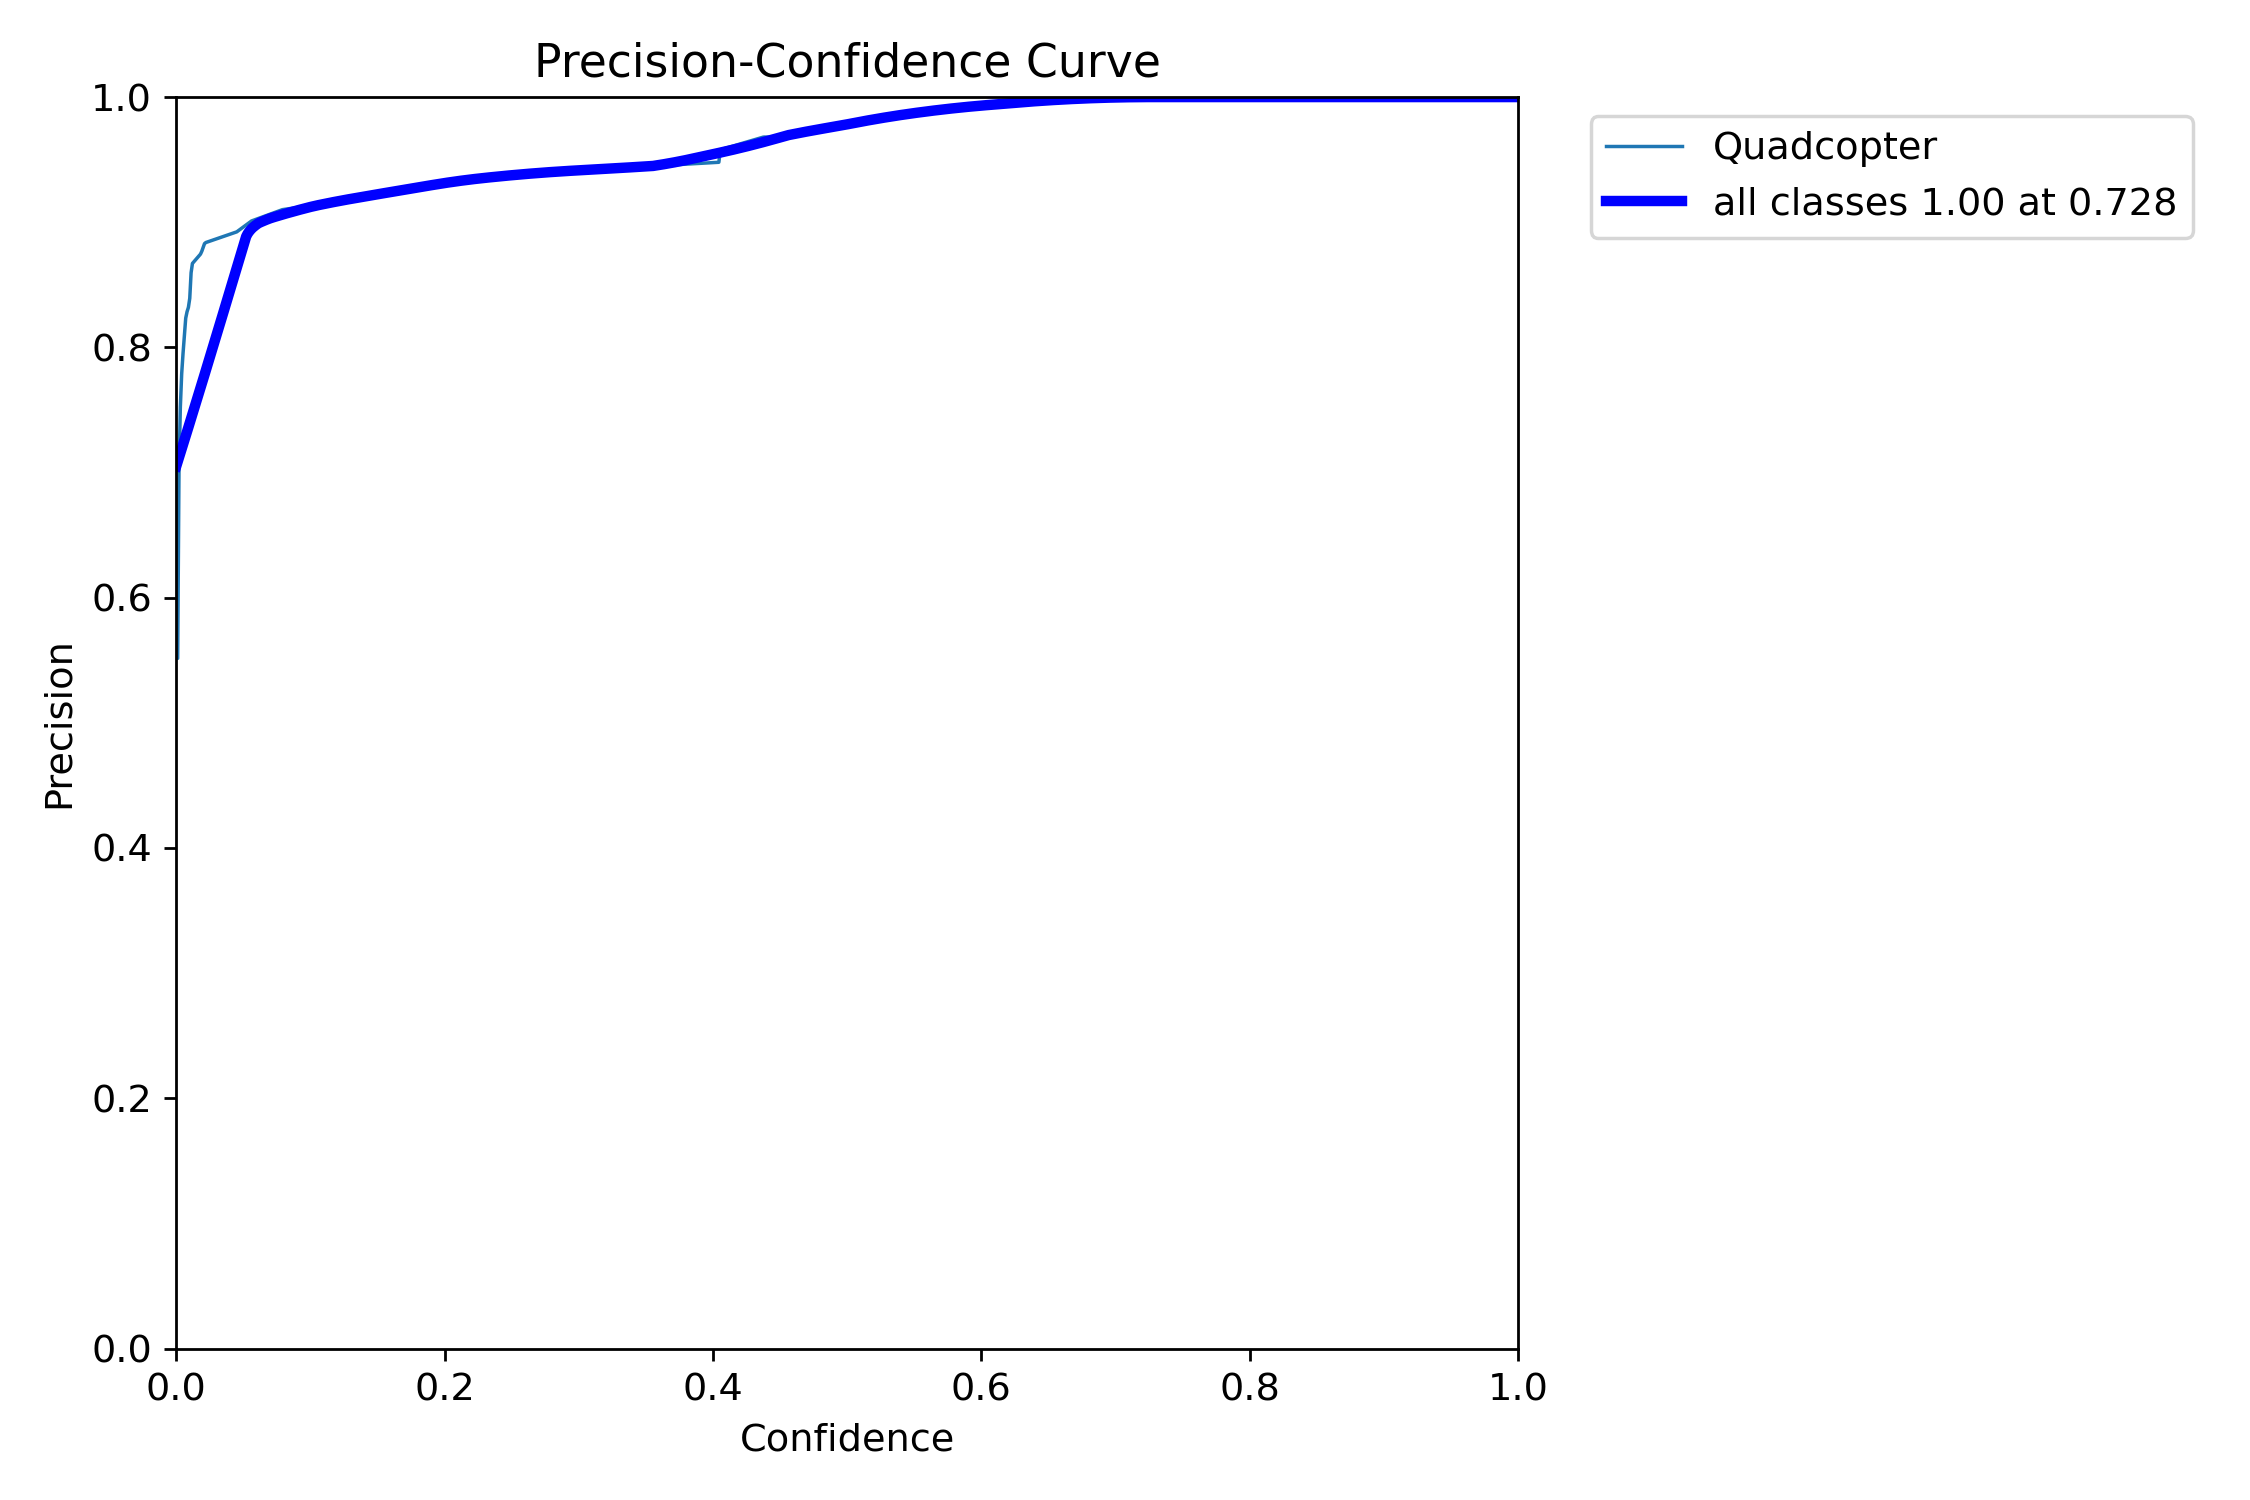 Precision-Confidence Curve
1.0
0.8
0.6
0.4
0.2
0.0
Precision
0.0 0.2 0.4 0.6 0.8 1.0
Confidence
Quadcopter
all classes 1.00 at 0.728